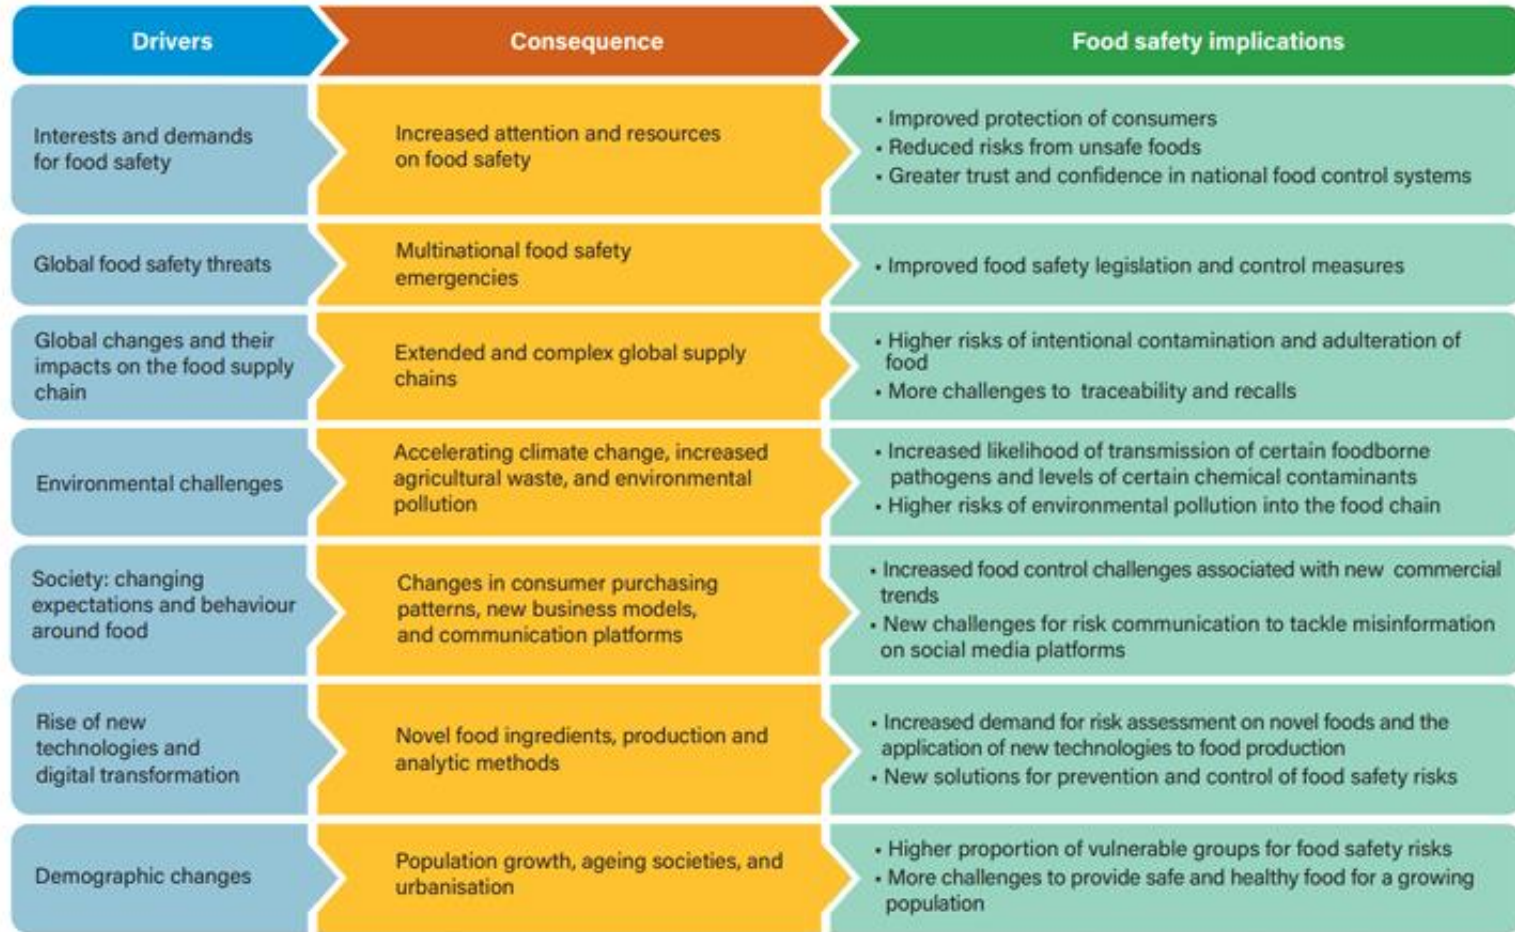 Drivers
Consequence
Food safety implications
Interests and demands
for food safety
Increased attention and resources
on food safety
• Improved protection of consumers
• Reduced risks from unsafe foods
• Greater trust and confidence in national food control systems
Global food safety threats
Multinational food safety
emergencies
• Improved food safety legislation and control measures
Global changes and their
impacts on the food supply
chain
Extended and complex global supply
chains
• Higher risks of intentional contamination and adulteration of
food
• More challenges to traceability and recalls
Environmental challenges
Accelerating climate change, increased
agricultural waste, and environmental
pollution
• Increased likelihood of transmission of certain foodborne
pathogens and levels of certain chemical contaminants
• Higher risks of environmental pollution into the food chain
Society: changing
expectations and behaviour
around food
Changes in consumer purchasing
patterns, new business models,
and communication platforms
• Increased food control challenges associated with new commercial
trends
• New challenges for risk communication to tackle misinformation
on social media platforms
Rise of new
technologies and
digital transformation
Novel food ingredients, production and
analytic methods
• Increased demand for risk assessment on novel foods and the
application of new technologies to food production
• New solutions for prevention and control of food safety risks
Demographic changes
Population growth, ageing societies, and
urbanisation
• Higher proportion of vulnerable groups for food safety risks
• More challenges to provide safe and healthy food for a growing
population